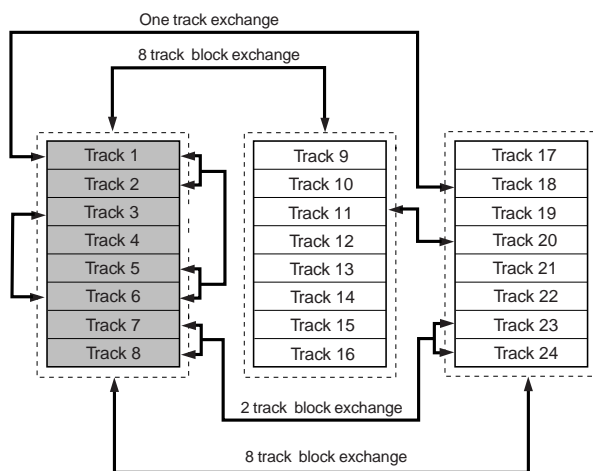 One track exchange
8 track block exchange
Track 1
Track 2
Track 3
Track 4
Track 5
Track 6
Track 7
Track 8
Track 9
Track 10
Track 11
Track 12
Track 13
Track 14
Track 15
Track 16
Track 17
Track 18
Track 19
Track 20
Track 21
Track 22
Track 23
Track 24
2 track block exchange
8 track block exchange